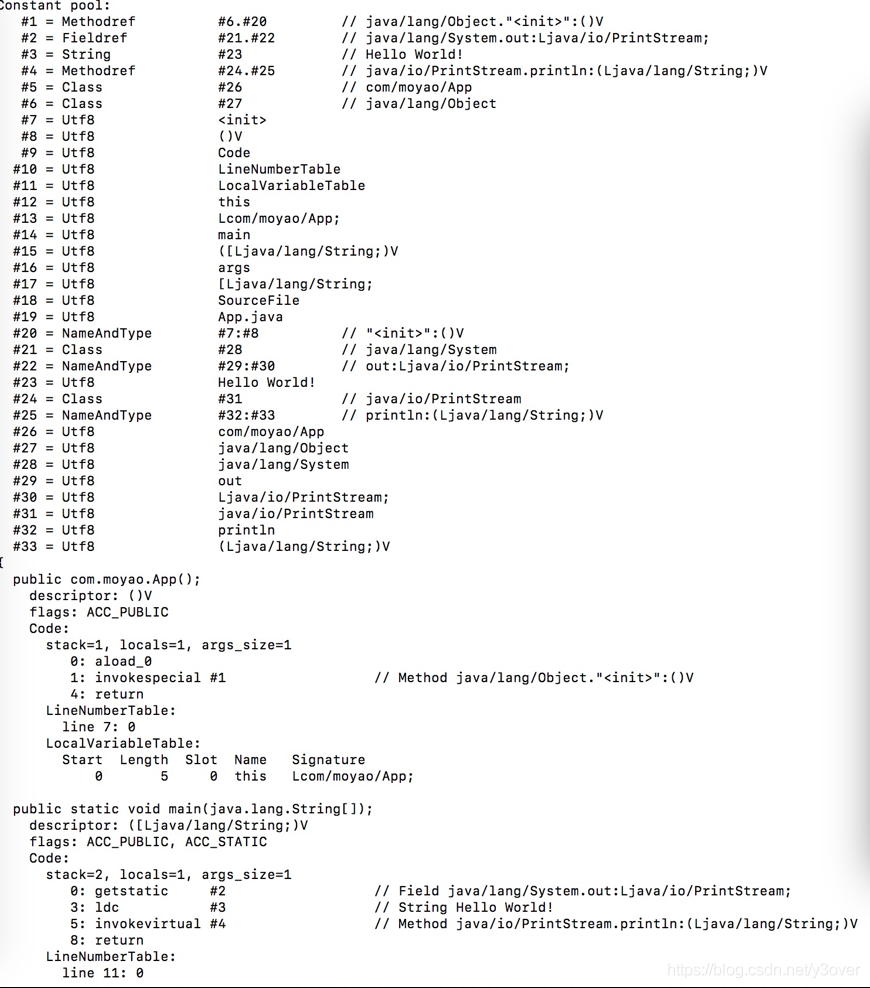 Constant pool:
#1 = Methodref #6.#20 // java/lang/Object."<init>":()V
#2 = Fieldref #21.#22 // java/lang/System.out:Ljava/io/PrintStream;
#3 = String #23 // Hello World!
#4 = Methodref #24.#25 // java/io/PrintStream.println:(Ljava/lang/String;)V
#5 = Class #26 // com/moyao/App
#6 = Class #27 // java/lang/Object
#7 = Utf8 <init>
#8 = Utf8 ()V
#9 = Utf8 Code
#10 = Utf8 LineNumberTable
#11 = Utf8 LocalVariableTable
#12 = Utf8 this
#13 = Utf8 Lcom/moyao/App;
#14 = Utf8 main
#15 = Utf8 ([Ljava/lang/String;)V
#16 = Utf8 args
#17 = Utf8 [Ljava/lang/String;
#18 = Utf8 SourceFile
#19 = Utf8 App.java
#20 = NameAndType #7:#8 // "<init>":()V
#21 = Class #28 // java/lang/System
#22 = NameAndType #29:#30 // out:Ljava/io/PrintStream;
#23 = Utf8 Hello World!
#24 = Class #31 // java/io/PrintStream
#25 = NameAndType #32:#33 // println:(Ljava/lang/String;)V
#26 = Utf8 com/moyao/App
#27 = Utf8 java/lang/Object
#28 = Utf8 java/lang/System
#29 = Utf8 out
#30 = Utf8 Ljava/io/PrintStream;
#31 = Utf8 java/io/PrintStream
#32 = Utf8 println
#33 = Utf8 (Ljava/lang/String;)V
{
public com.moyao.App();
descriptor: ()V
flags: ACC_PUBLIC
Code:
stack=1, locals=1, args_size=1
0: aload_0
1: invokespecial #1 // Method java/lang/Object."<init>":()V
4: return
LineNumberTable:
line 7: 0
LocalVariableTable:
Start Length Slot Name Signature
0 5 0 this Lcom/moyao/App;
public static void main(java.lang.String[]);
descriptor: ([Ljava/lang/String;)V
flags: ACC_PUBLIC, ACC_STATIC
Code:
stack=2, locals=1, args_size=1
0: getstatic #2 // Field java/lang/System.out:Ljava/io/PrintStream;
3: ldc #3 // String Hello World!
5: invokevirtual #4 // Method java/io/PrintStream.println:(Ljava/lang/String;)V
8: return
LineNumberTable:
line 11: 0
https://blog.csdn.net/y3over